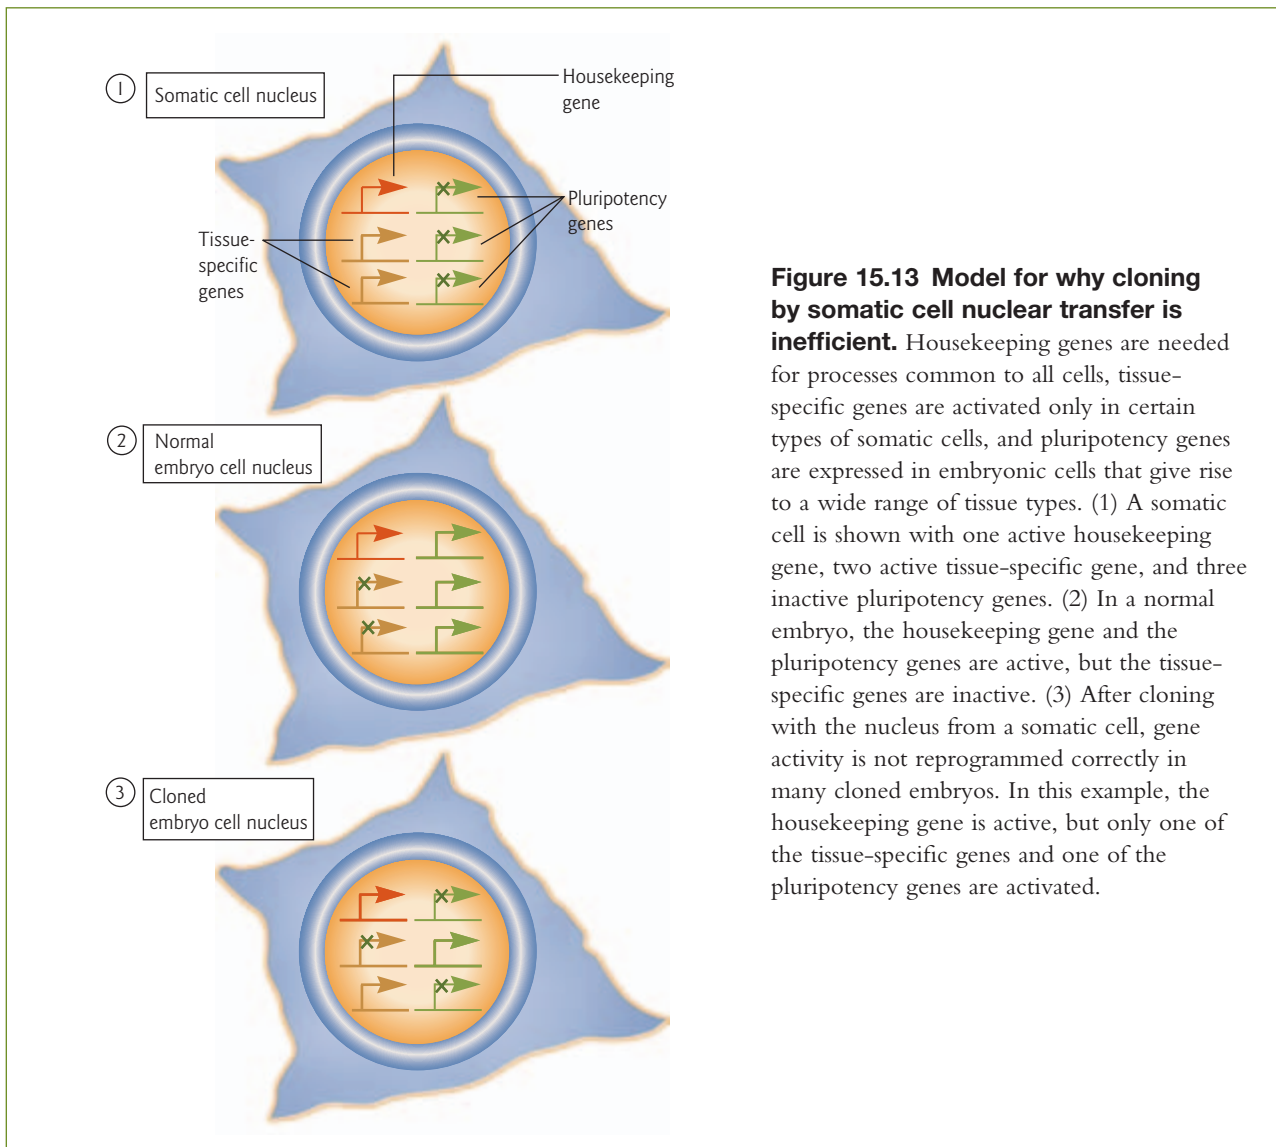 1
Somatic cell nucleus
Housekeeping
gene
Pluripotency
genes
Tissue-
specific
genes
2
Normal
embryo cell nucleus
3
Cloned
embryo cell nucleus
Figure 15.13 Model for why cloning
by somatic cell nuclear transfer is
inefficient. Housekeeping genes are needed
for processes common to all cells, tissue-
specific genes are activated only in certain
types of somatic cells, and pluripotency genes
are expressed in embryonic cells that give rise
to a wide range of tissue types. (1) A somatic
cell is shown with one active housekeeping
gene, two active tissue-specific gene, and three
inactive pluripotency genes. (2) In a normal
embryo, the housekeeping gene and the
pluripotency genes are active, but the tissue-
specific genes are inactive. (3) After cloning
with the nucleus from a somatic cell, gene
activity is not reprogrammed correctly in
many cloned embryos. In this example, the
housekeeping gene is active, but only one of
the tissue-specific genes and one of the
pluripotency genes are activated.